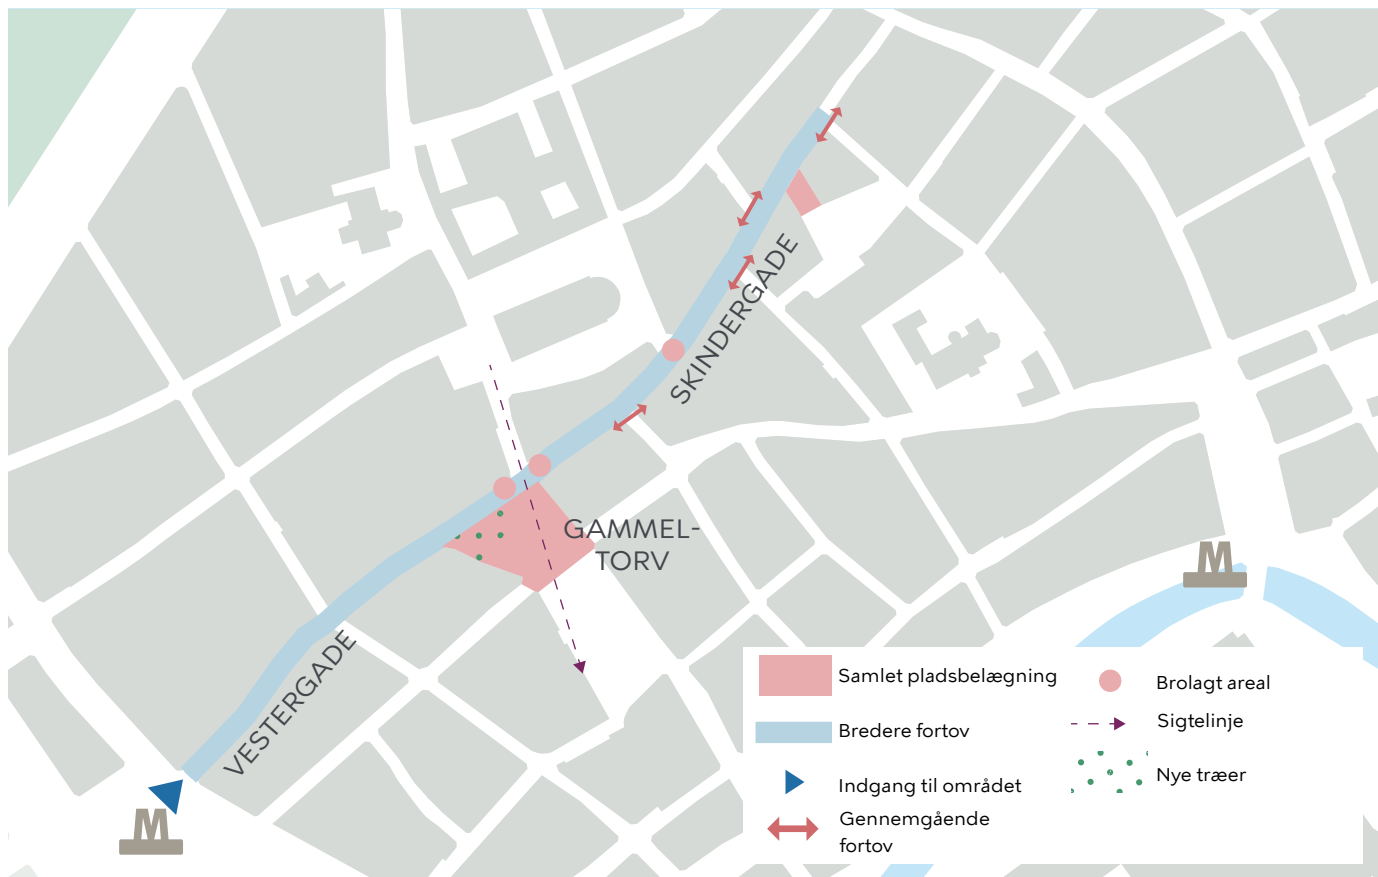 SKINDERGADE
GAMMEL-
TORV
VESTERGADE
M
M
Samlet pladsbelægning
Bredere fortov
Indgang til området
Gennemgående
fortov
Brolagt areal
Sigtelinje
Nye træer